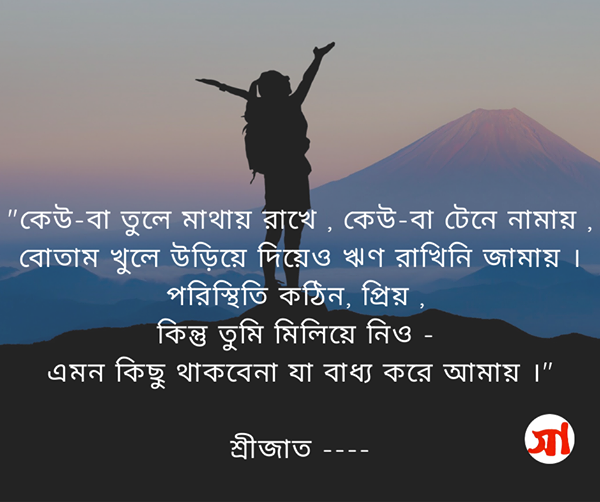 "কেউ-বা তুলে মাথায় রাখে , কেউ-বা টেনে নামায় ,
বোতাম খুলে উড়িয়ে দিয়েও ঋণ রাখিনি জামায় ।
পরিস্থিতি কঠিন, প্রিয় ,
কিন্তু তুমি মিলিয়ে নিও -
এমন কিছু থাকবেনা যা বাধ্য করে আমায় ।"
শ্রীজাত ----